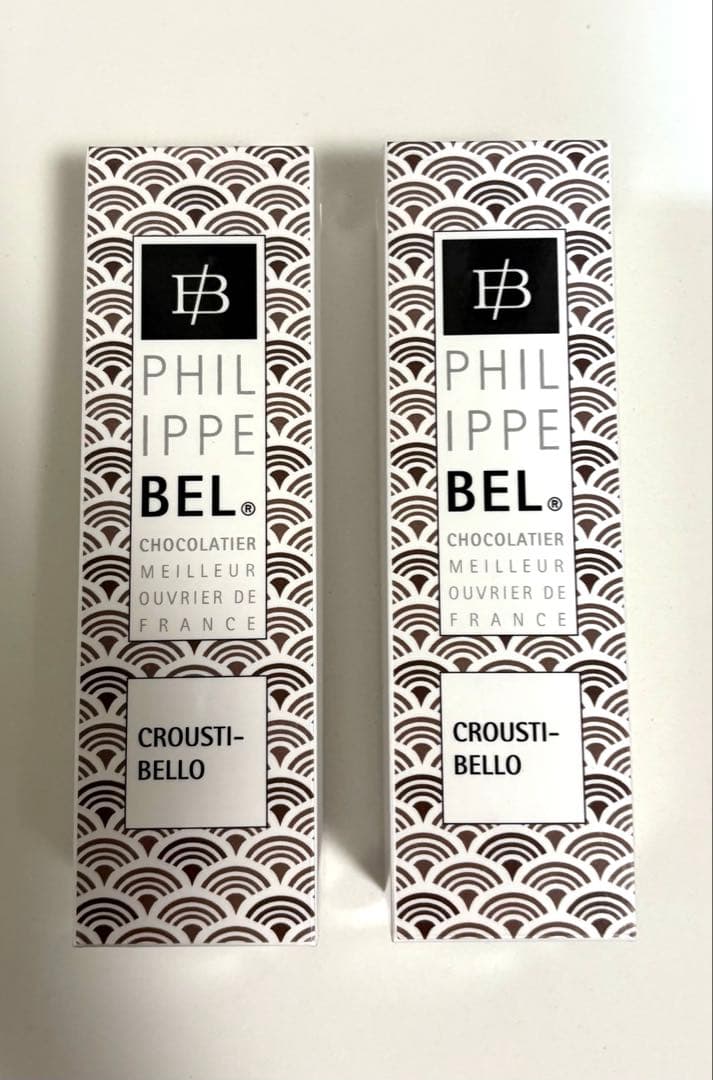 PHIL
IPPE
BEL®
CHOCOLATIER
MEILLEUR
OUVRIER DE
FRANCE
CROUSTI-
BELLO
PHIL
IPPE
BEL®
CHOCOLATIER
MEILLEUR
OUVRIER DE
FRANCE
CROUSTI-
BELLO